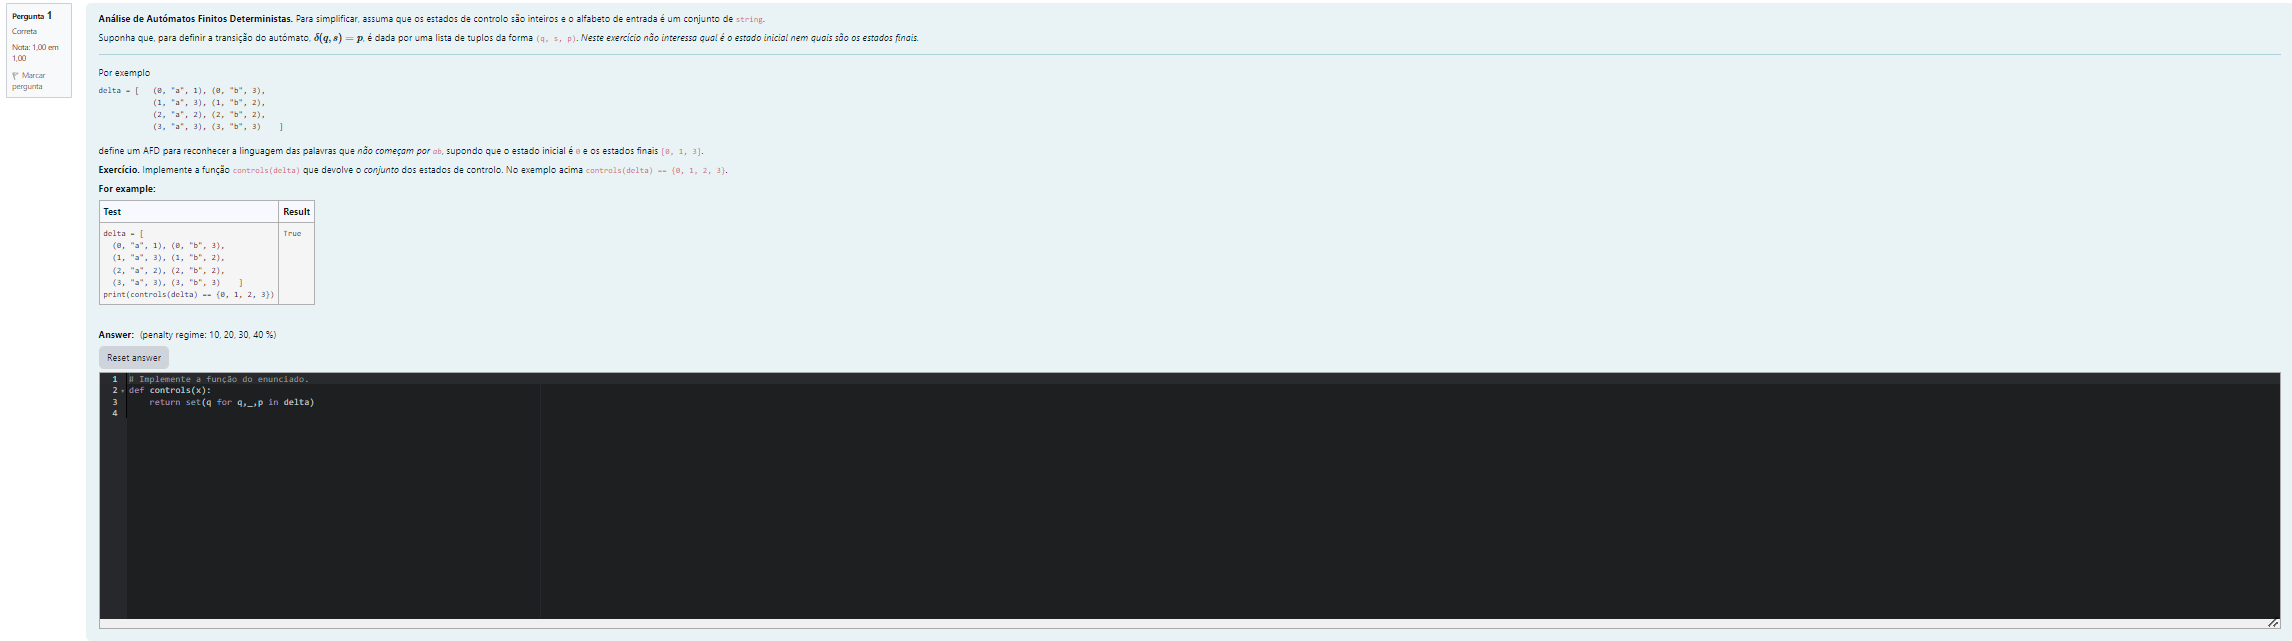 Pergunta 1
Correta
Nota: 1,00 em
1,00
Marcar
pergunta
Análise de Autómatos Finitos Deterministas. Para simplificar, assuma que os estados de controlo são inteiros e o alfabeto de entrada é um conjunto de string.
Suponha que, para definir a transição do autómato, δ(q, s) = p, é dada por uma lista de tuplos da forma (q, s, p). Neste exercício não interessa qual é o estado inicial nem quais são os estados finais.
Por exemplo
delta = [ (0, "a", 1), (0, "b", 3),
(1, "a", 3), (1, "b", 2),
(2, "a", 2), (2, "b", 2),
(3, "a", 3), (3, "b", 3) ]
define um AFD para reconhecer a linguagem das palavras que não começam por ab, supondo que o estado inicial é 0 e os estados finais [0, 1, 3].
Exercício. Implemente a função controls(delta) que devolve o conjunto dos estados de controlo. No exemplo acima controls(delta) == {0, 1, 2, 3}.
For example:
Test Result
delta = [ True
(0, "a", 1), (0, "b", 3),
(1, "a", 3), (1, "b", 2),
(2, "a", 2), (2, "b", 2),
(3, "a", 3), (3, "b", 3) ]
print(controls(delta) == {0, 1, 2, 3})
Answer: (penalty regime: 10, 20, 30, 40 %)
Reset answer
1 # Implemente a função do enunciado.
2 def controls(x):
3 return set(q for q,_,p in delta)
4